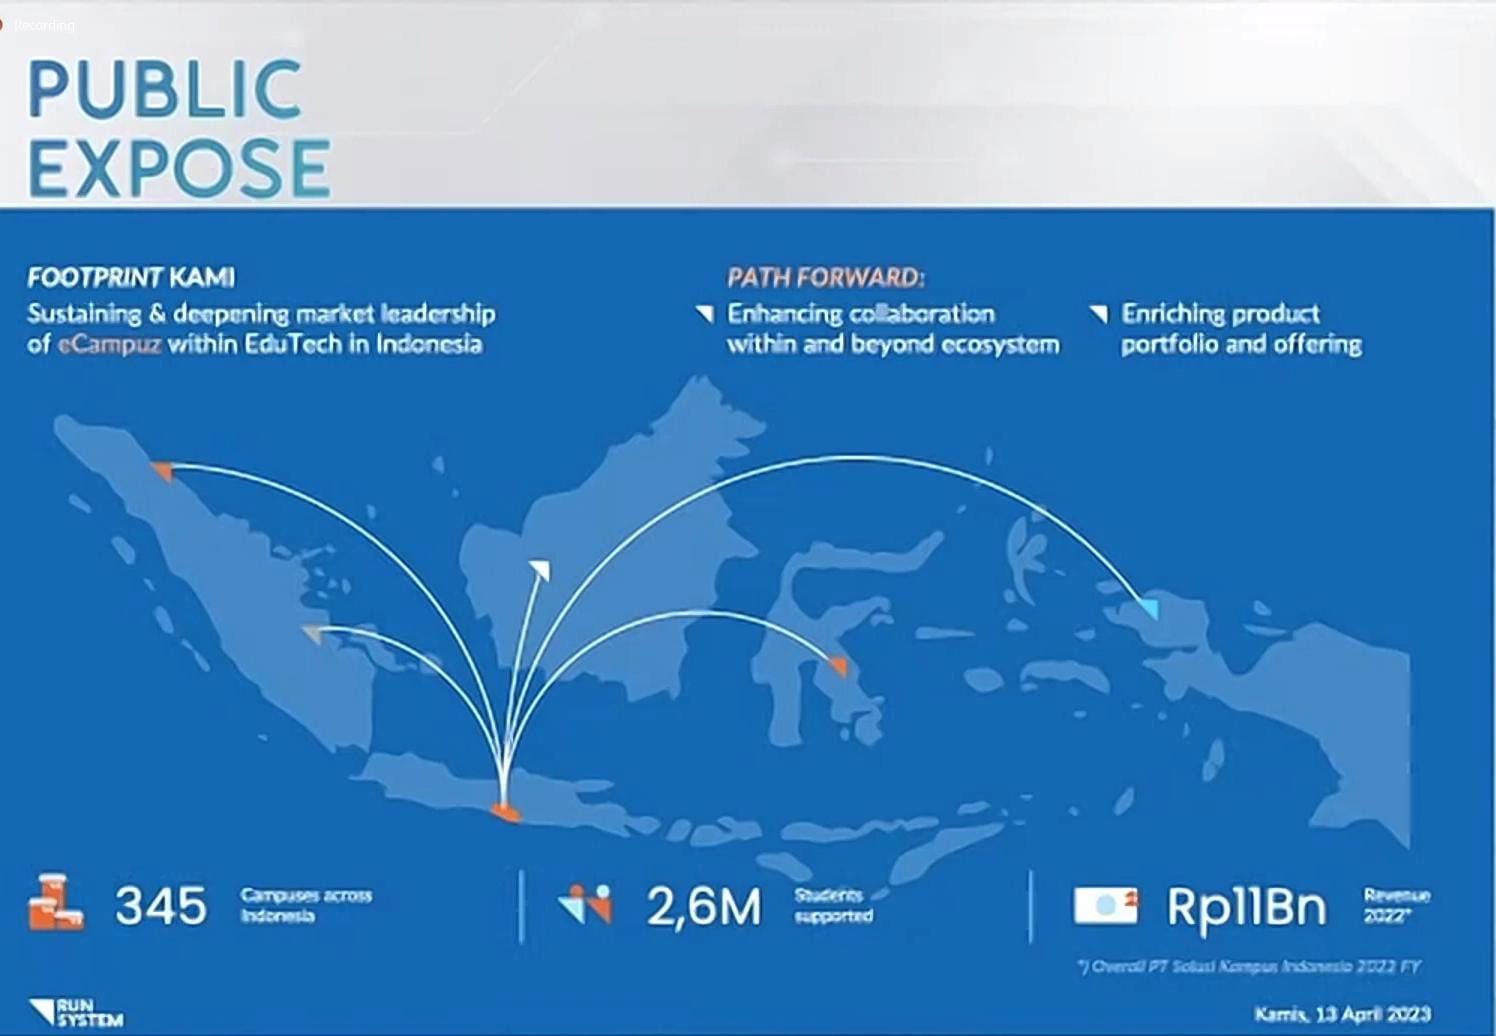 Recording
PUBLIC
EXPOSE
FOOTPRINT KAMI
Sustaining & deepening market leadership
of eCampuz within EduTech in Indonesia
PATH FORWARD:
Enhancing collaboration
within and beyond ecosystem
Enriching product
portfolio and offering
345
Campuses across
Indonesia
2,6M
Students
supported
Rp11Bn
Revenue
2022*
*) Overall PT Solusi Kampus Indonesia 2022 FY
RUN
SYSTEM
Kamis, 13 April 2023